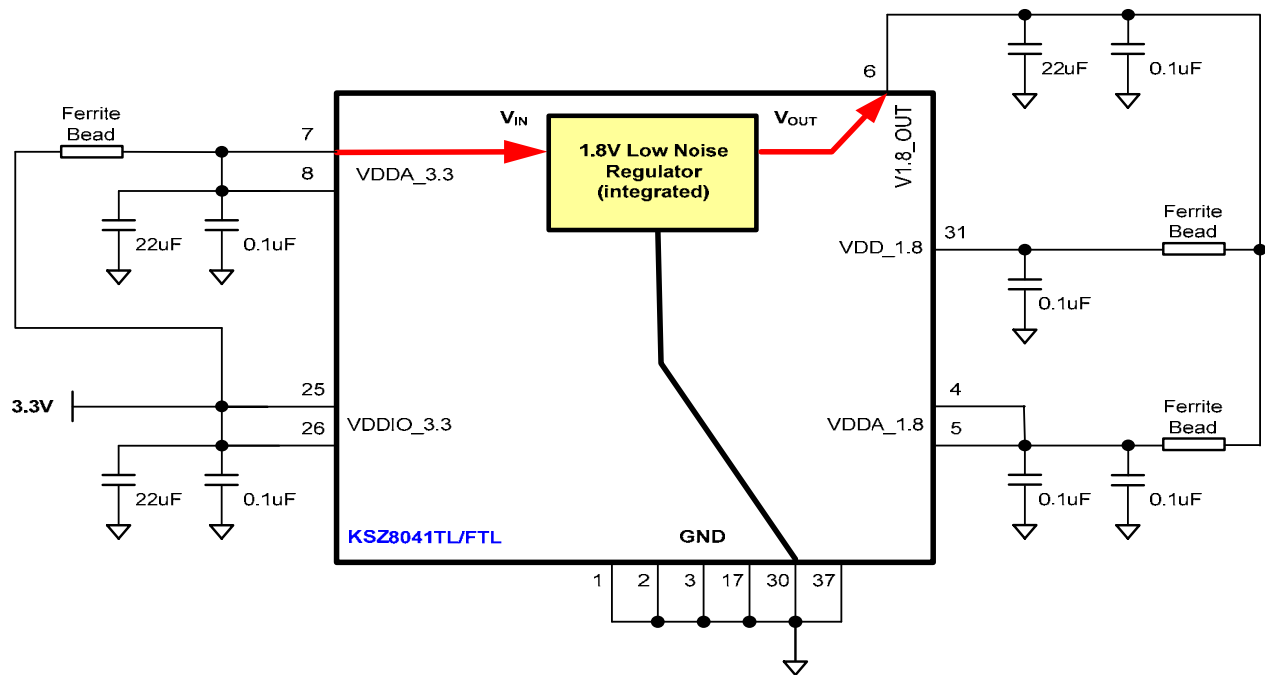 6
22uF
0.1uF
Ferrite
Bead
7
VIN
VOUT
V1.8_OUT
1.8V Low Noise
Regulator
(integrated)
8
VDDA_3.3
22uF
0.1uF
31
VDD_1.8
Ferrite
Bead
0.1uF
3.3V
25
VDDIO_3.3
26
22uF
0.1uF
4
VDDA_1.8
5
Ferrite
Bead
0.1uF
0.1uF
KSZ8041TL/FTL
GND
1
2
3
17
30
37